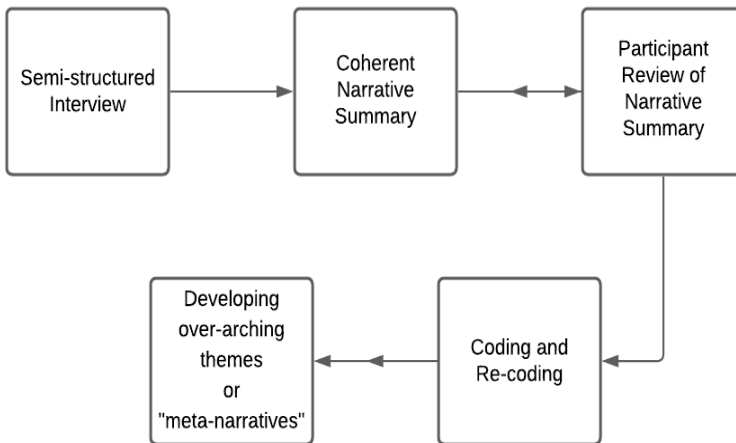 Semi-structured
Interview
Coherent
Narrative
Summary
Participant
Review of
Narrative
Summary
Developing
over-arching
themes
or
"meta-narratives"
Coding and
Re-coding